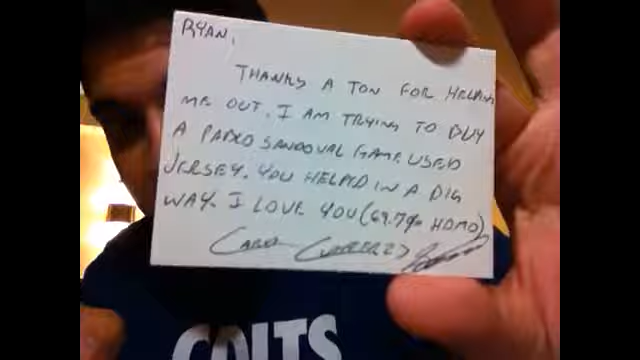 RYAN,
THANKS A TON FOR HELPING
ME OUT. I AM TRYING TO BUY
A PABLO SANDOVAL GAME USED
JERSEY. YOU HELPED IN A BIG
WAY. I LOVE YOU (69.7% HOMO)
COLTS